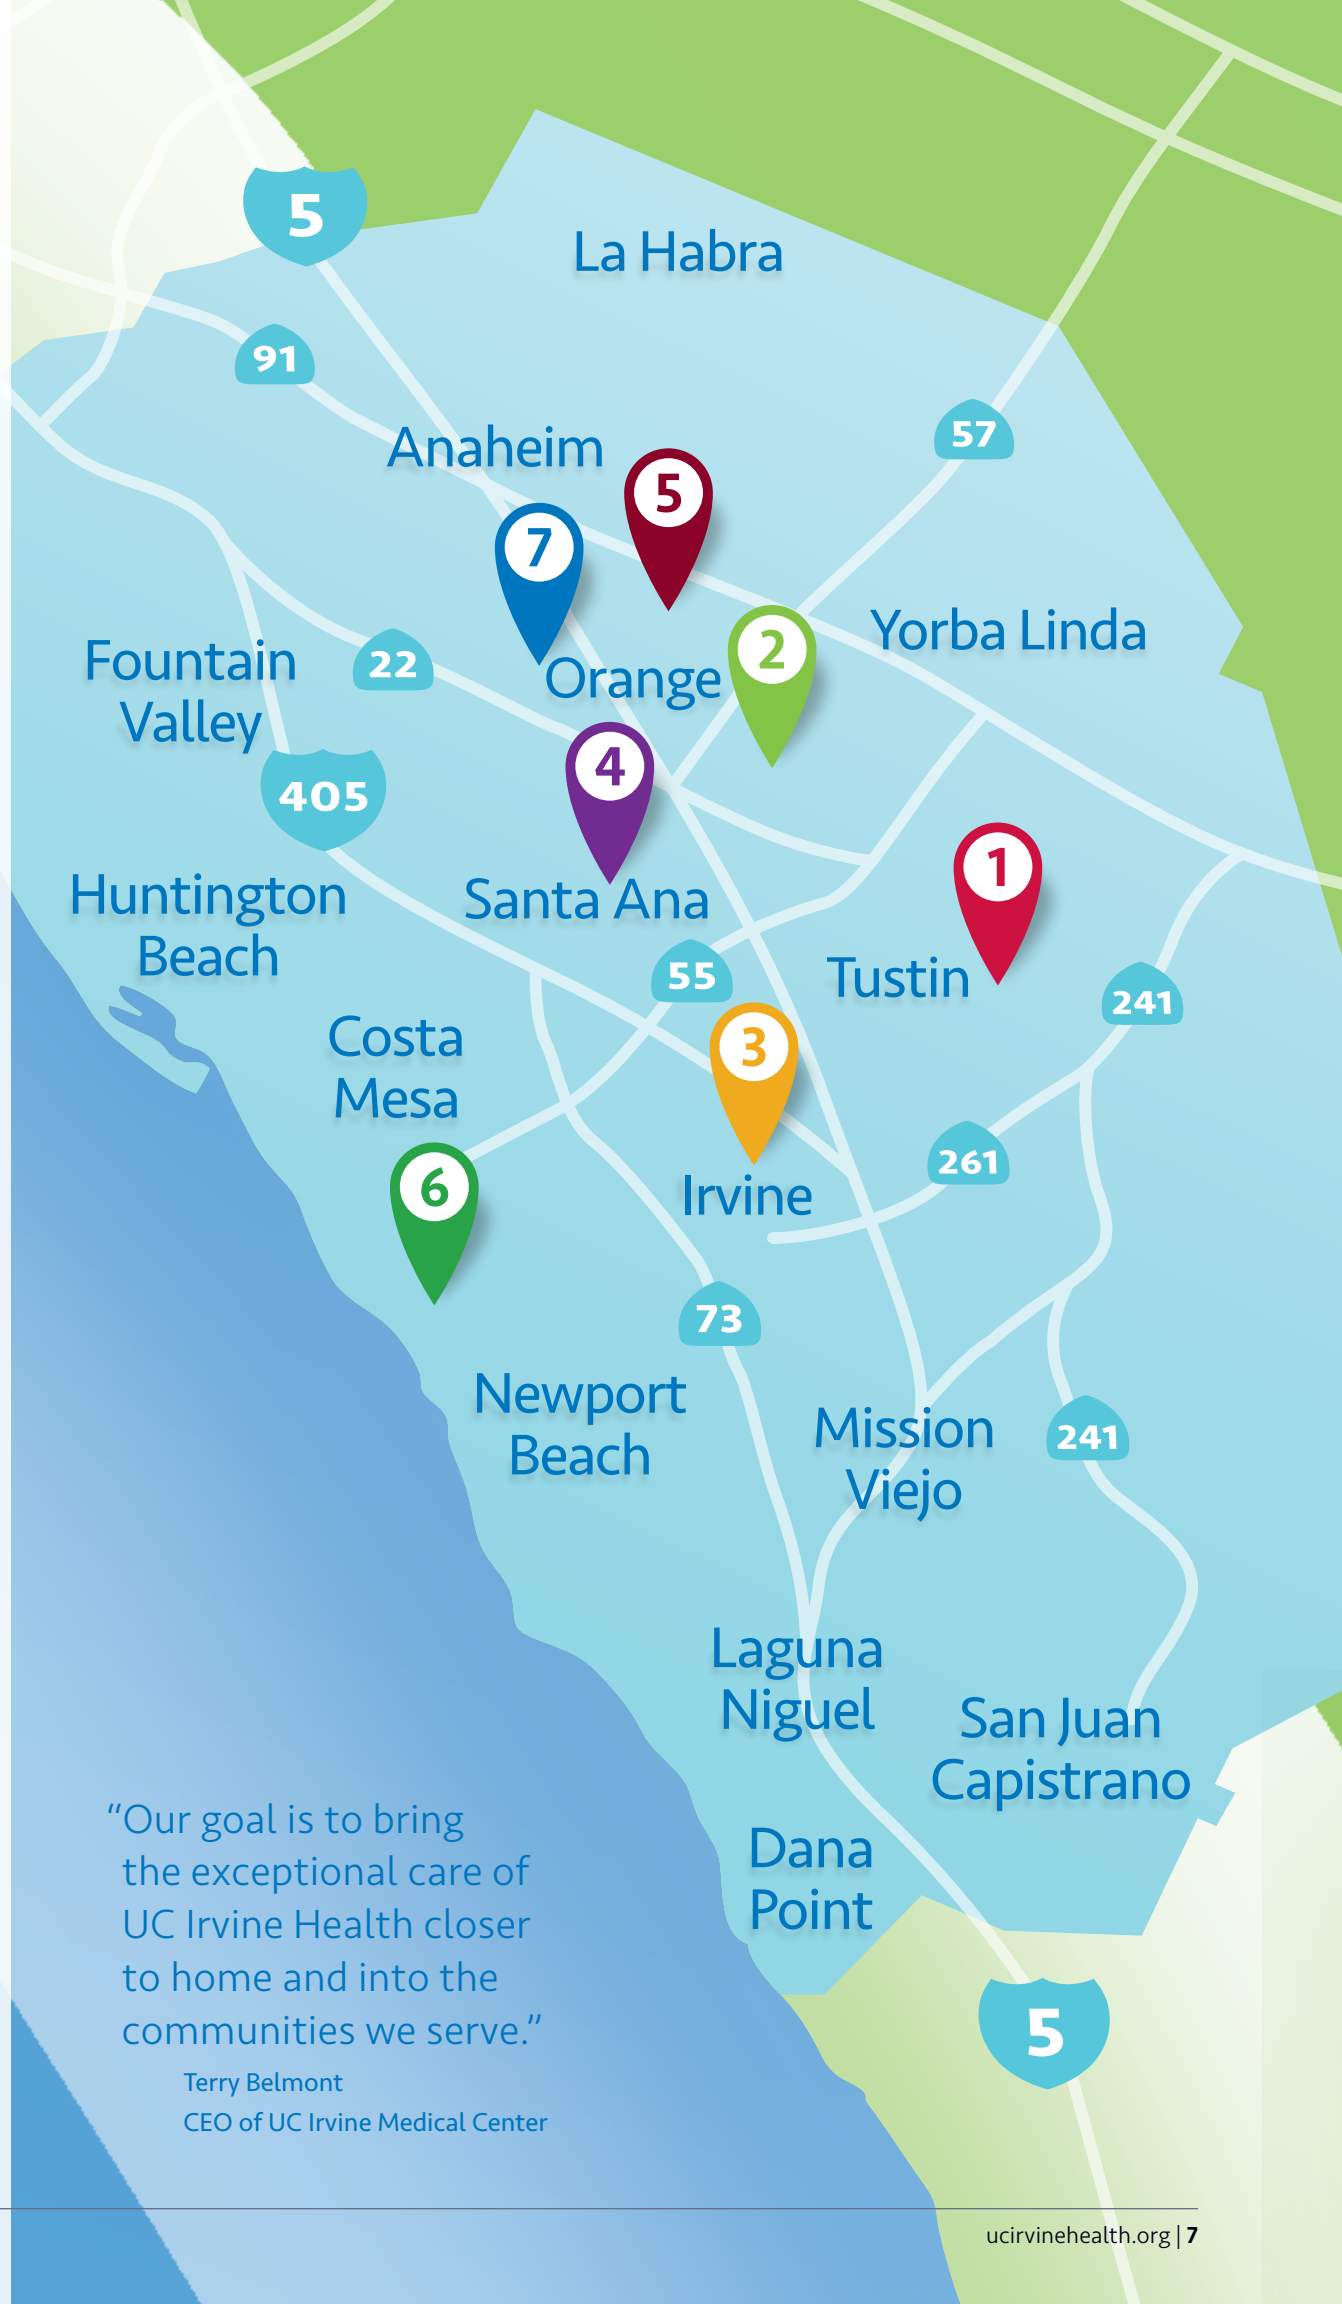 5
La Habra
91
57
Anaheim
5
7
Yorba Linda
2
Fountain
Valley
22
Orange
4
405
1
Huntington
Beach
Santa Ana
55
Tustin
241
Costa
Mesa
3
261
6
Irvine
73
Newport
Beach
Mission
Viejo
241
Laguna
Niguel
San Juan
Capistrano
Dana
Point
5
“Our goal is to bring
the exceptional care of
UC Irvine Health closer
to home and into the
communities we serve.”
Terry Belmont
CEO of UC Irvine Medical Center
ucirvinehealth.org | 7